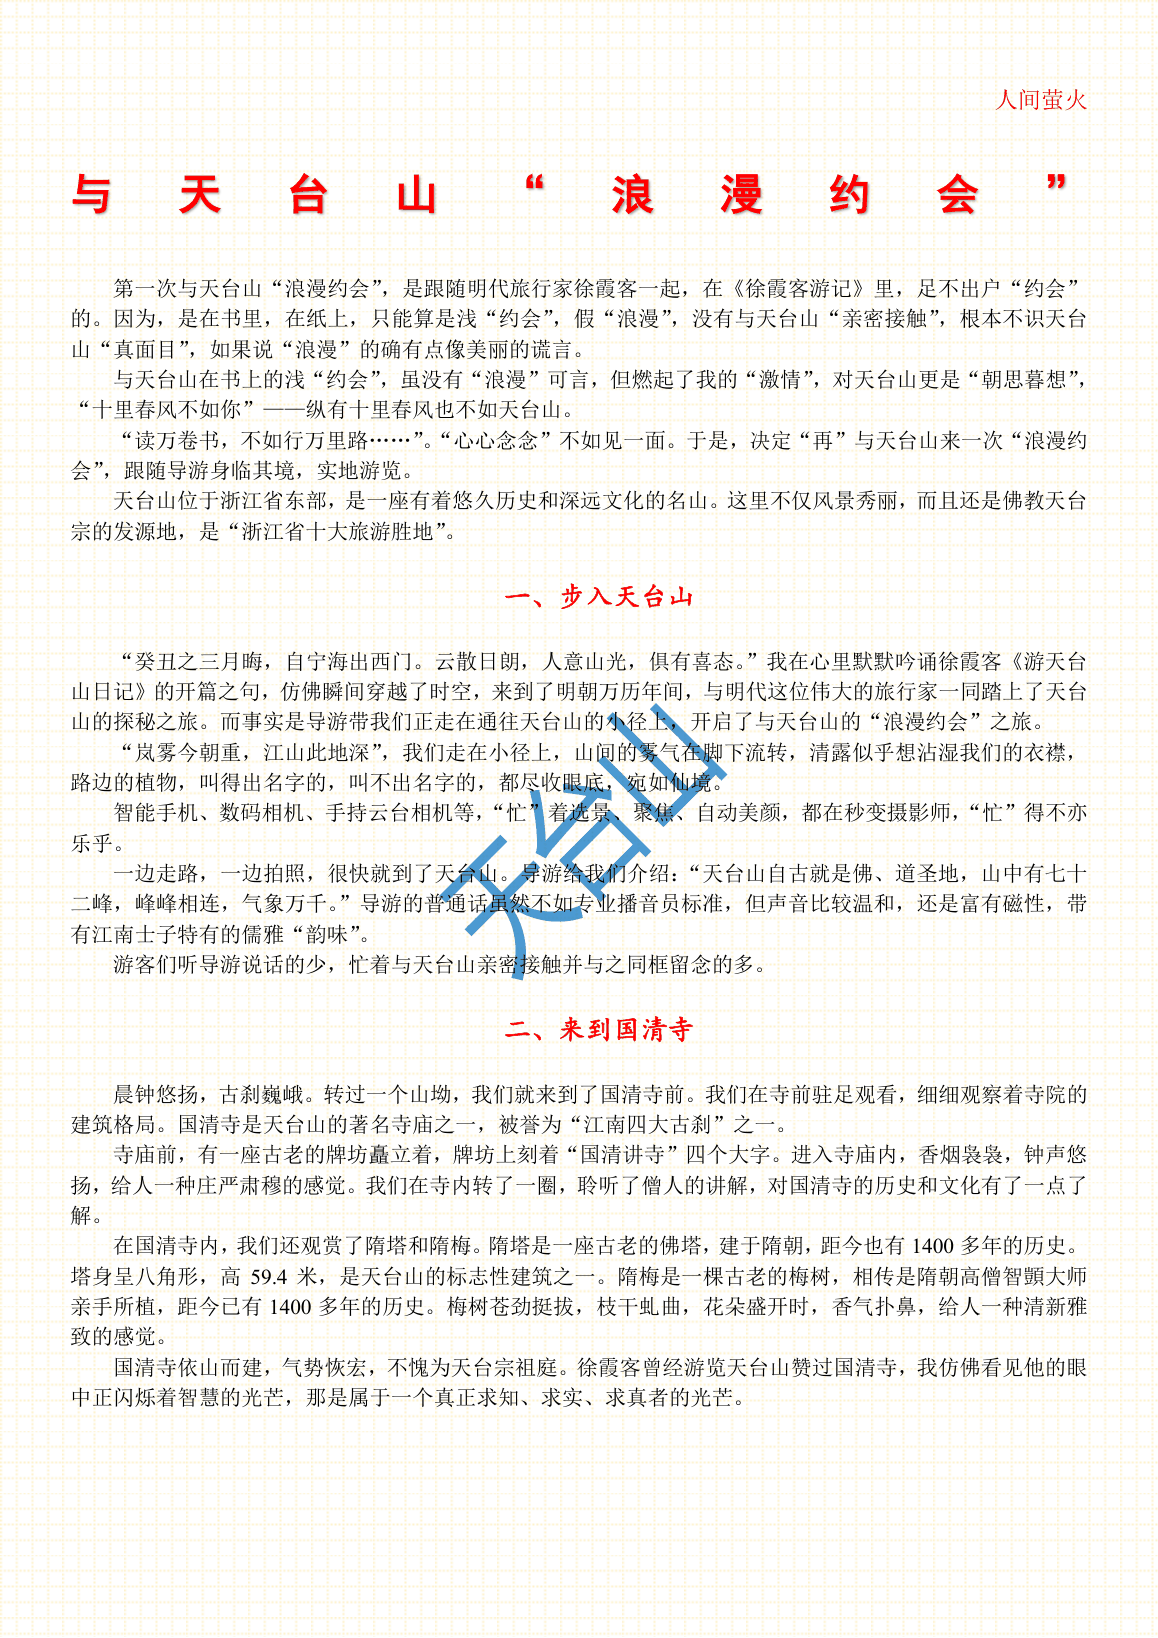 人间萤火
与天台山“浪漫约会”
第一次与天台山“浪漫约会”，是跟随明代旅行家徐霞客一起，在《徐霞客游记》里，足不出户“约会”
的。因为，是在书里，在纸上，只能算是浅“约会”，假“浪漫”，没有与天台山“亲密接触”，根本不识天台
山“真面目”，如果说“浪漫”的确有点像美丽的谎言。
与天台山在书上的浅“约会”，虽没有“浪漫”可言，但燃起了我的“激情”，对天台山更是“朝思暮想”，
“十里春风不如你”——纵有十里春风也不如天台山。
“读万卷书，不如行万里路……”。“心心念念”不如见一面。于是，决定“再”与天台山来一次“浪漫约
会”，跟随导游身临其境，实地游览。
天台山位于浙江省东部，是一座有着悠久历史和深远文化的名山。这里不仅风景秀丽，而且还是佛教天台
宗的发源地，是“浙江省十大旅游胜地”。
一、步入天台山
“癸丑之三月晦，自宁海出西门。云散日朗，人意山光，俱有喜态。”我在心里默默吟诵徐霞客《游天台
山日记》的开篇之句，仿佛瞬间穿越了时空，来到了明朝万历年间，与明代这位伟大的旅行家一同踏上了天台
山的探秘之旅。而事实是导游带我们正走在通往天台山的小径上，开启了与天台山的“浪漫约会”之旅。
“岚雾今朝重，江山此地深”，我们走在小径上，山间的雾气在脚下流转，清露似乎想沾湿我们的衣襟，
路边的植物，叫得出名字的，叫不出名字的，都尽收眼底，宛如仙境。
智能手机、数码相机、手持云台相机等，“忙”着选景、聚焦、自动美颜，都在秒变摄影师，“忙”得不亦
乐乎。
一边走路，一边拍照，很快就到了天台山。导游给我们介绍：“天台山自古就是佛、道圣地，山中有七十
二峰，峰峰相连，气象万千。”导游的普通话虽然不如专业播音员标准，但声音比较温和，还是富有磁性，带
有江南士子特有的儒雅“韵味”。
游客们听导游说话的少，忙着与天台山亲密接触并与之同框留念的多。
天台山
二、来到国清寺
晨钟悠扬，古刹巍峨。转过一个山坳，我们就来到了国清寺前。我们在寺前驻足观看，细细观察着寺院的
建筑格局。国清寺是天台山的著名寺庙之一，被誉为“江南四大古刹”之一。
寺庙前，有一座古老的牌坊矗立着，牌坊上刻着“国清讲寺”四个大字。进入寺庙内，香烟袅袅，钟声悠
扬，给人一种庄严肃穆的感觉。我们在寺内转了一圈，聆听了僧人的讲解，对国清寺的历史和文化有了一点了
解。
在国清寺内，我们还观赏了隋塔和隋梅。隋塔是一座古老的佛塔，建于隋朝，距今也有 1400 多年的历史。
塔身呈八角形，高 59.4 米，是天台山的标志性建筑之一。隋梅是一棵古老的梅树，相传是隋朝高僧智顗大师
亲手所植，距今已有 1400 多年的历史。梅树苍劲挺拔，枝干虬曲，花朵盛开时，香气扑鼻，给人一种清新雅
致的感觉。
国清寺依山而建，气势恢宏，不愧为天台宗祖庭。徐霞客曾经游览天台山赞过国清寺，我仿佛看见他的眼
中正闪烁着智慧的光芒，那是属于一个真正求知、求实、求真者的光芒。